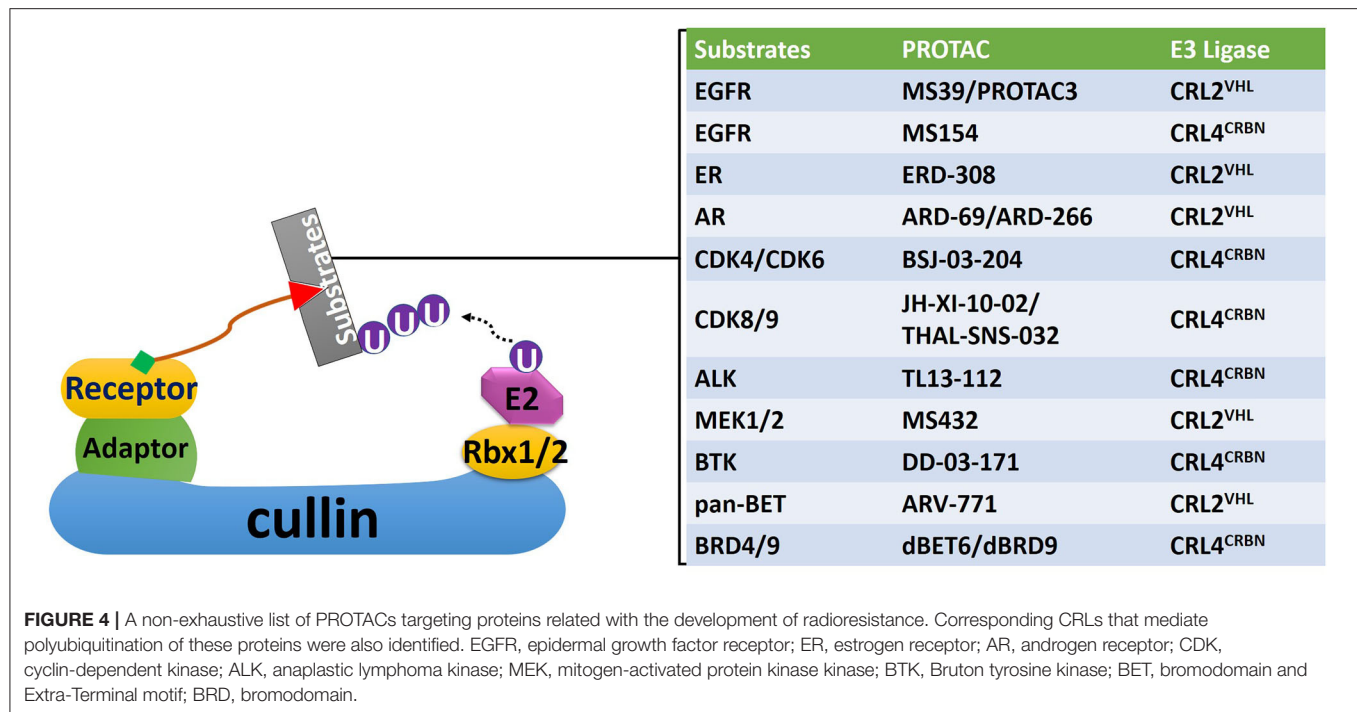 Substrates
U U U
U
Receptor
E2
Adaptor
Rbx1/2
cullin
Substrates PROTAC E3 Ligase
EGFR MS39/PROTAC3 CRL2VHL
EGFR MS154 CRL4CRBN
ER ERD-308 CRL2VHL
AR ARD-69/ARD-266 CRL2VHL
CDK4/CDK6 BSJ-03-204 CRL4CRBN
CDK8/9 JH-XI-10-02/
THAL-SNS-032 CRL4CRBN
ALK TL13-112 CRL4CRBN
MEK1/2 MS432 CRL2VHL
BTK DD-03-171 CRL4CRBN
pan-BET ARV-771 CRL2VHL
BRD4/9 dBET6/dBRD9 CRL4CRBN
FIGURE 4 | A non-exhaustive list of PROTACs targeting proteins related with the development of radioresistance. Corresponding CRLs that mediate
polyubiquitination of these proteins were also identified. EGFR, epidermal growth factor receptor; ER, estrogen receptor; AR, androgen receptor; CDK,
cyclin-dependent kinase; ALK, anaplastic lymphoma kinase; MEK, mitogen-activated protein kinase kinase; BTK, Bruton tyrosine kinase; BET, bromodomain and
Extra-Terminal motif; BRD, bromodomain.